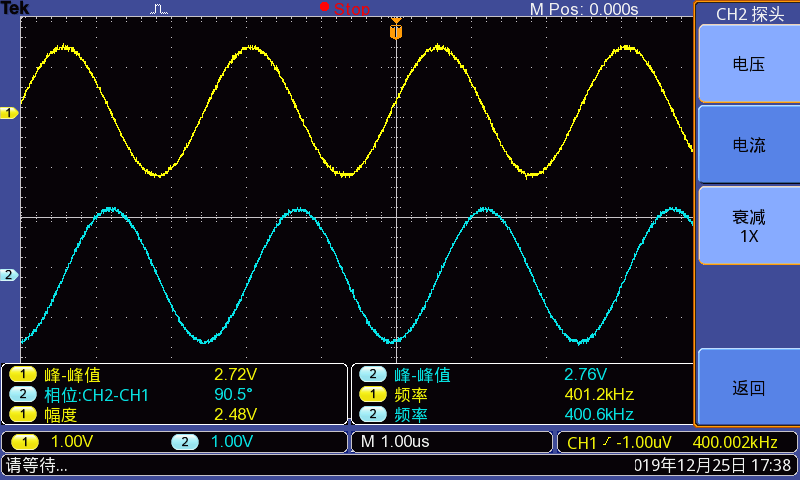 Tek Stop M Pos: 0.000s CH2 探头
T
电压
1
电流
衰减
1X
2
1 峰-峰值 2.72V 2 峰-峰值 2.76V
2 相位:CH2-CH1 90.5° 1 频率 401.2kHz
1 幅度 2.48V 2 频率 400.6kHz
返回
1 1.00V 2 1.00V M 1.00us CH1 -1.00uV 400.002kHz
请等待... 019年12月25日 17:38